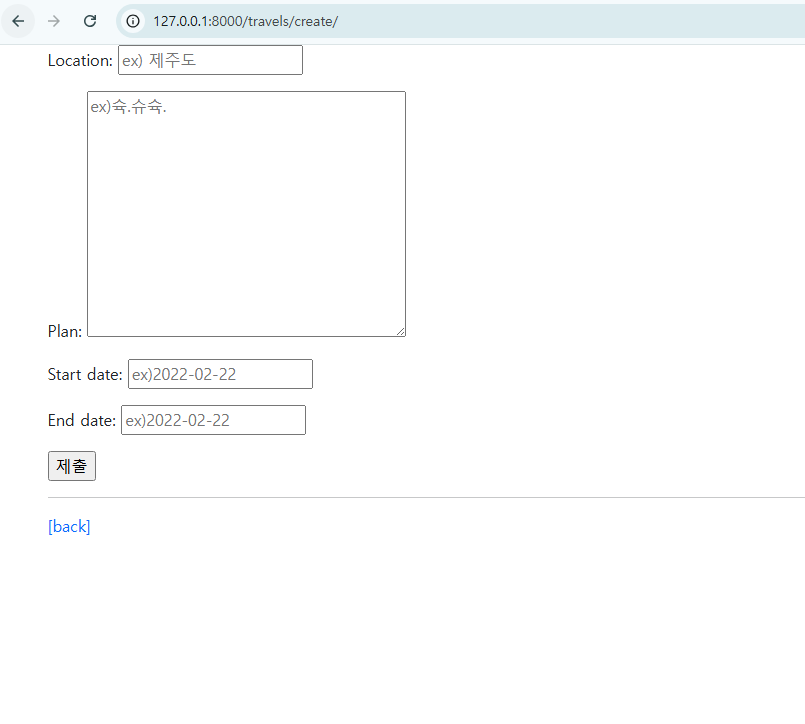 127.0.0.1:8000/travels/create/
Location: ex) 제주도
ex)슉.슈슉.
Plan:
Start date: ex)2022-02-22
End date: ex)2022-02-22
제출
[back]